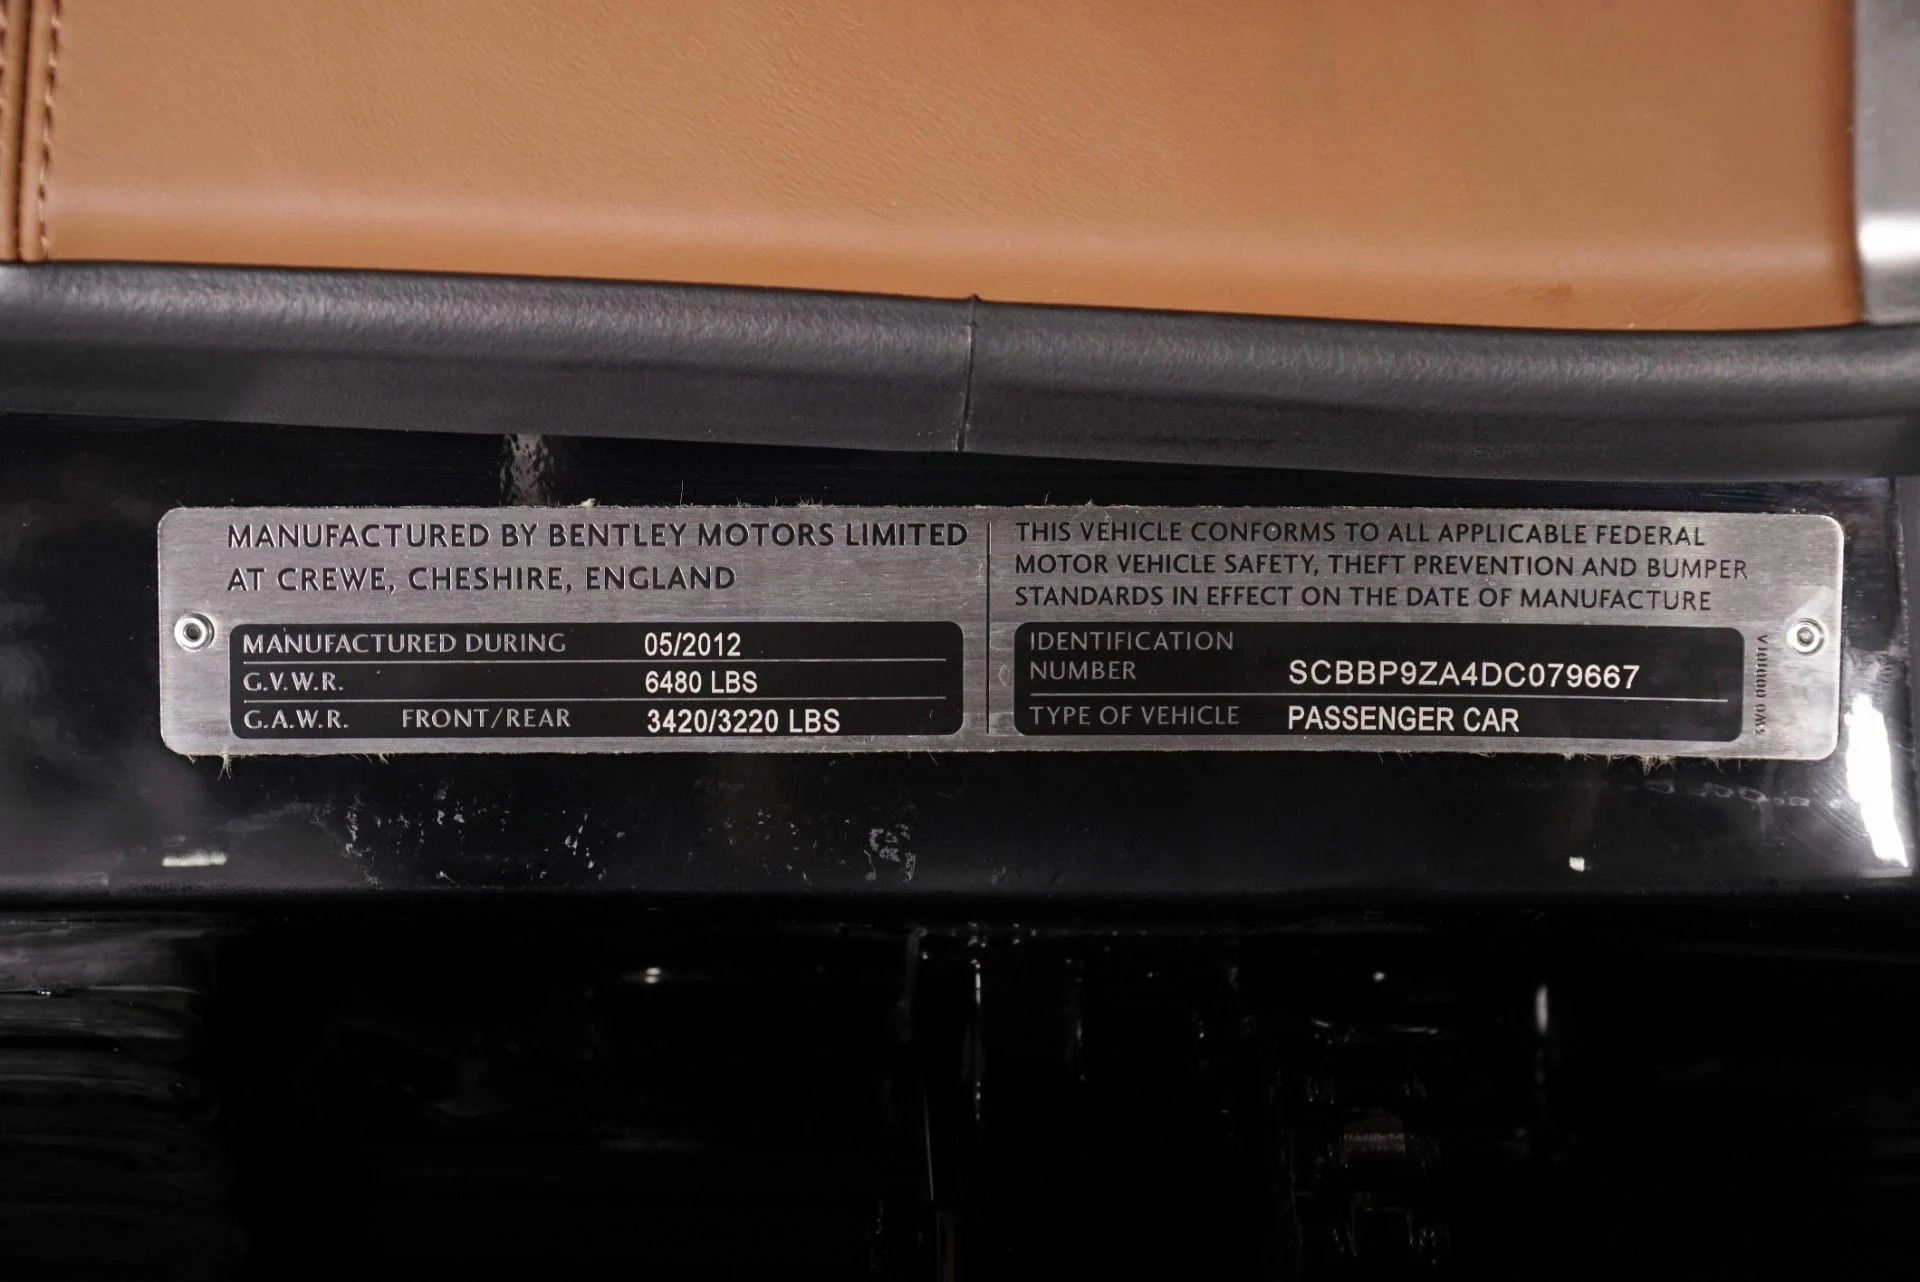 MANUFACTURED BY BENTLEY MOTORS LIMITED
AT CREWE, CHESHIRE, ENGLAND
MANUFACTURED DURING 05/2012
G.V.W.R. 6480 LBS
G.A.W.R. FRONT/REAR 3420/3220 LBS
THIS VEHICLE CONFORMS TO ALL APPLICABLE FEDERAL
MOTOR VEHICLE SAFETY, THEFT PREVENTION AND BUMPER
STANDARDS IN EFFECT ON THE DATE OF MANUFACTURE
IDENTIFICATION
NUMBER SCBBP9ZA4DC079667
TYPE OF VEHICLE PASSENGER CAR